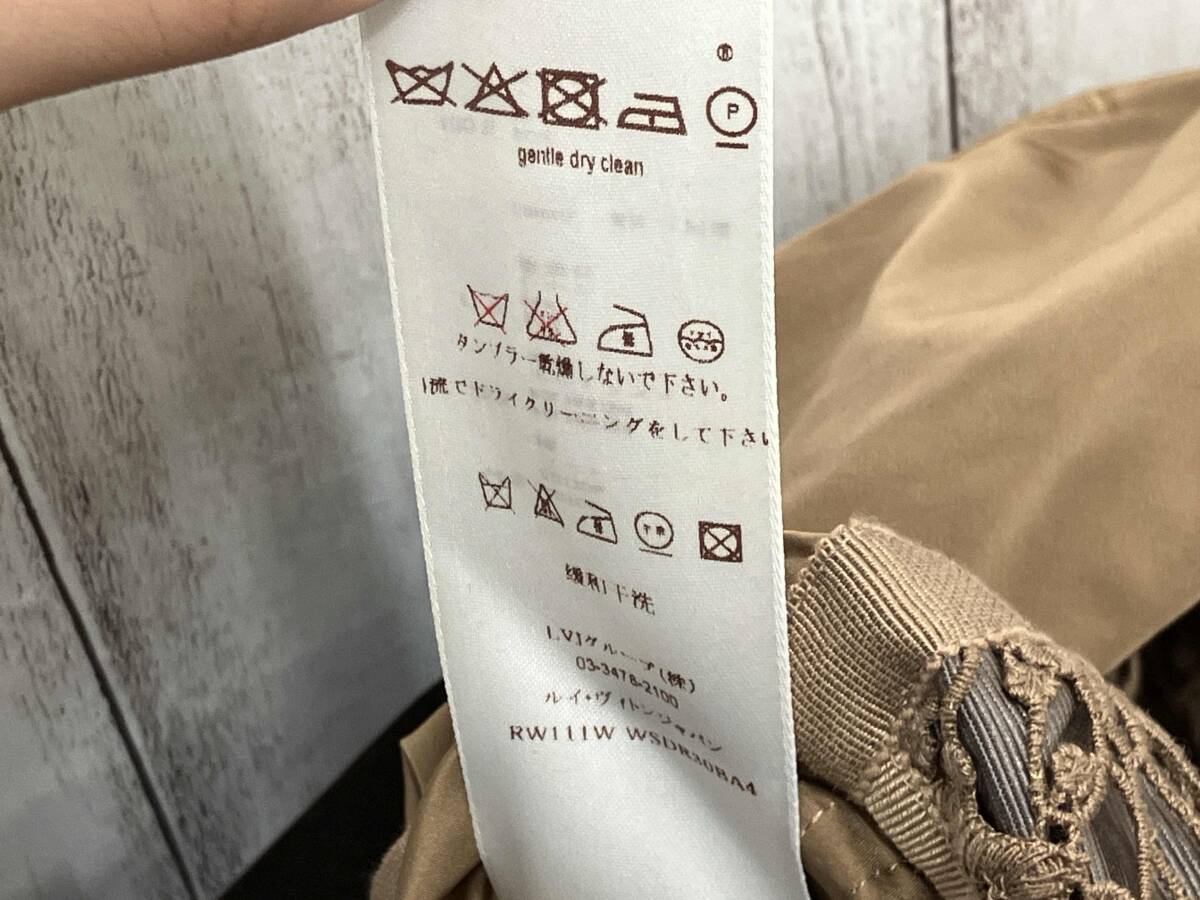 ®
P
gentle dry clean
タンブラー乾燥しないで下さい。
洗でドライクリーニングをして下さい
缓和干洗
LVJグループ(株)
03-3478-2100
ルイ・ヴィトンジャパン
RW111W WSDR30RA4